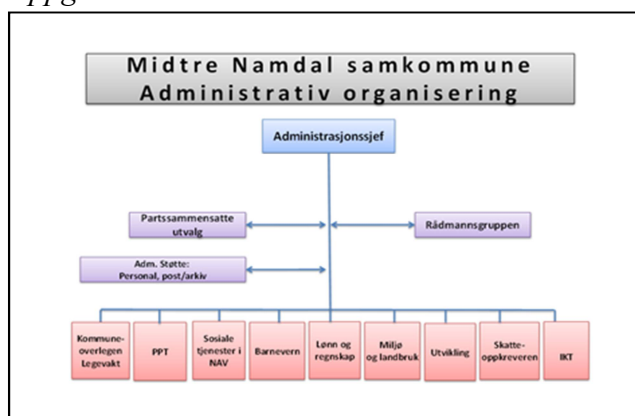 Midtre Namdal samkommune
Administrativ organisering
Administrasjonssjef
Partssammensatte
utvalg
Rådmannsgruppen
Adm. Støtte:
Personal, post/arkiv
Kommune-
overlegen
Legevakt
PPT
Sosiale
tjenester i
NAV
Barnevern
Lønn og
regnskap
Miljø
og landbruk
Utvikling
Skatte-
oppkreveren
IKT